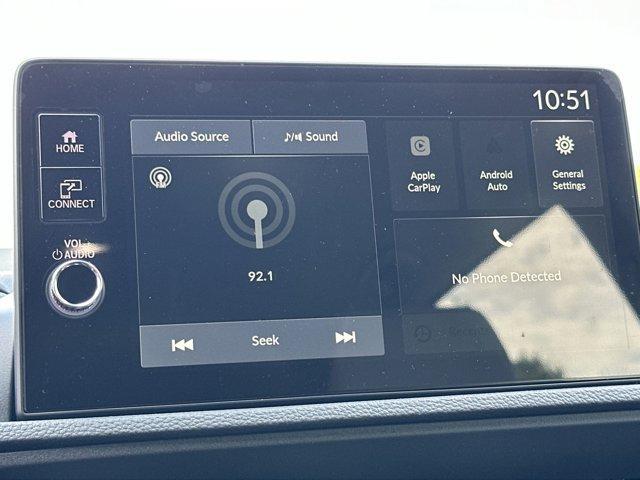 10:51
HOME
CONNECT
VOL
AUDIO
Audio Source
Sound
FM
92.1
Seek
Apple
CarPlay
Android
Auto
General
Settings
No Phone Detected